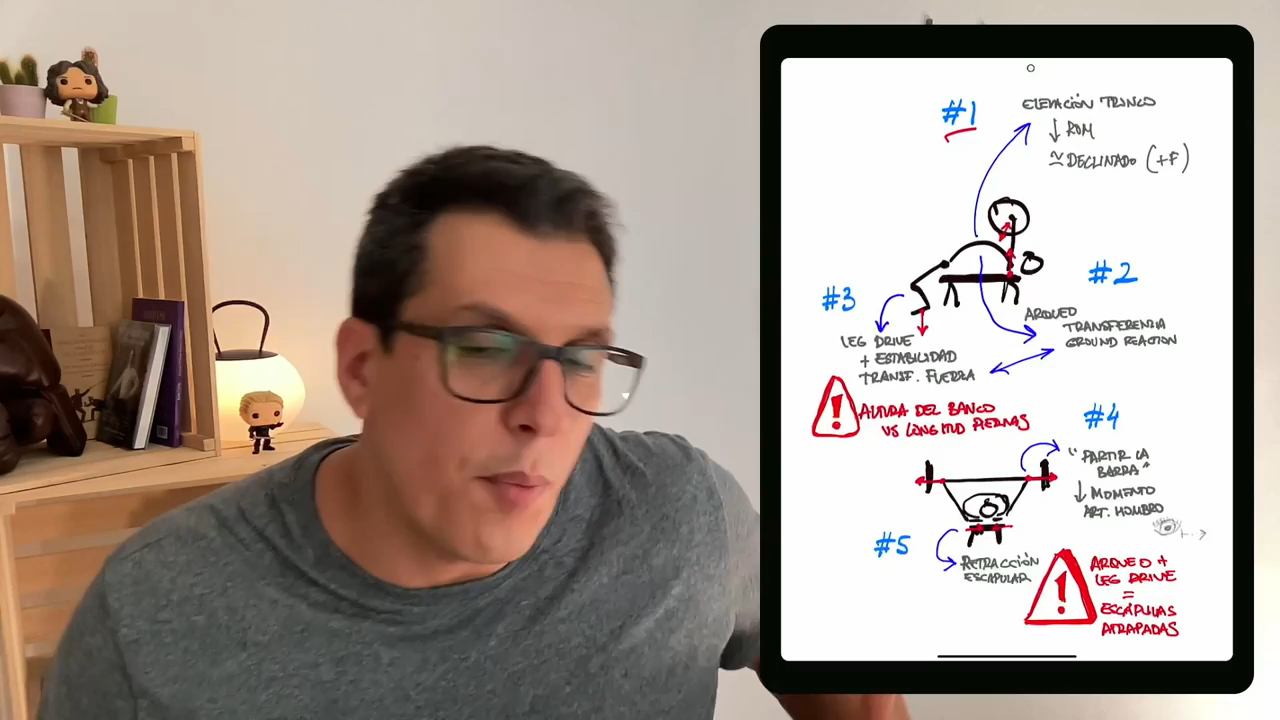 #1
ELEVACIÓN TRONCO
↓ ROM
≃ DECLINADO (+F)
#2
ARQUEO
TRANSFERENCIA
GROUND REACTION
#3
LEG DRIVE
+ ESTABILIDAD
TRANSF. FUERZA
! ALTURA DEL BANCO
VS LONGITUD PIERNAS
#4
"PARTIR LA
BARRA"
↓ MOMENTO
ART. HOMBRO
#5
RETRACCIÓN
ESCAPULAR
! ARQUEO +
LEG DRIVE
=
ESCÁPULAS
ATRAPADAS